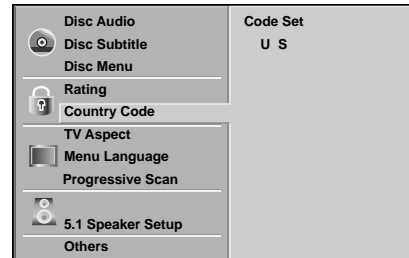 Disc Audio
Disc Subtitle
Disc Menu
Rating
Country Code
TV Aspect
Menu Language
Progressive Scan
5.1 Speaker Setup
Others
Code Set
U S